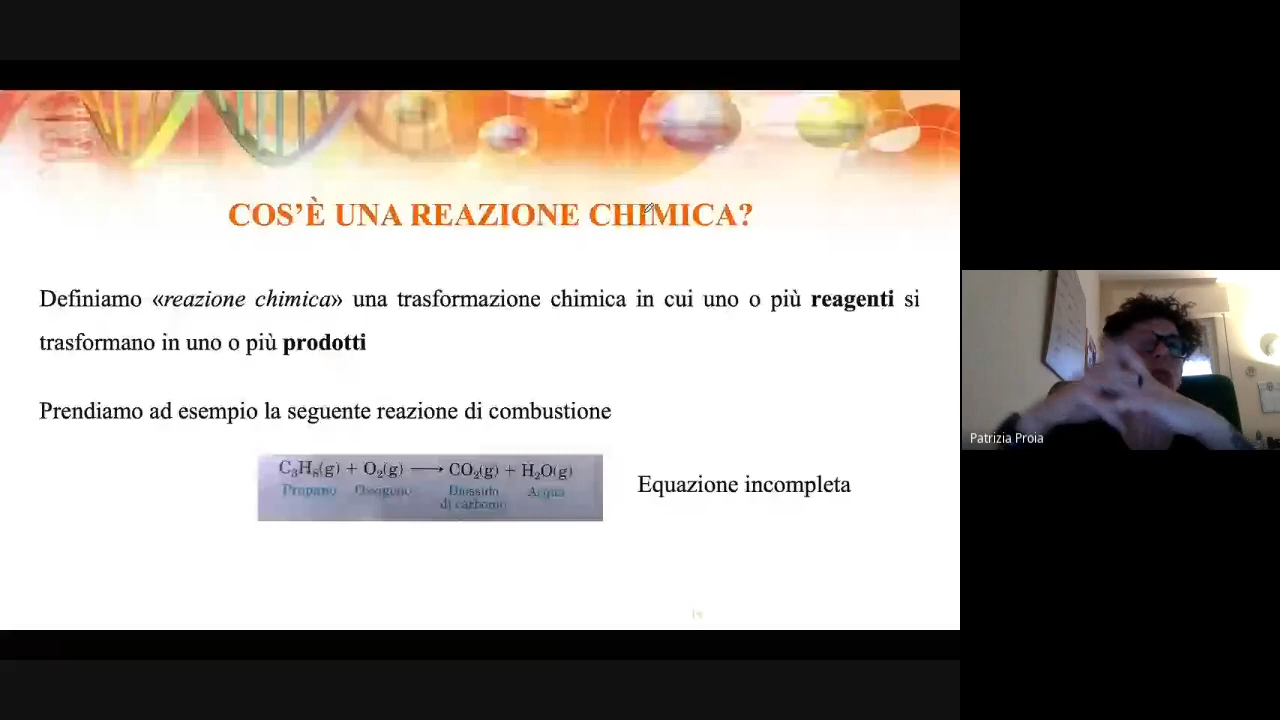 COS’È UNA REAZIONE CHIMICA?
Definiamo «reazione chimica» una trasformazione chimica in cui uno o più reagenti si
trasformano in uno o più prodotti
Prendiamo ad esempio la seguente reazione di combustione
C₃H₈(g) + O₂(g) ⟶ CO₂(g) + H₂O(g)
Propano Ossigeno Diossido Acqua
di carbonio
Equazione incompleta
Patrizia Proia